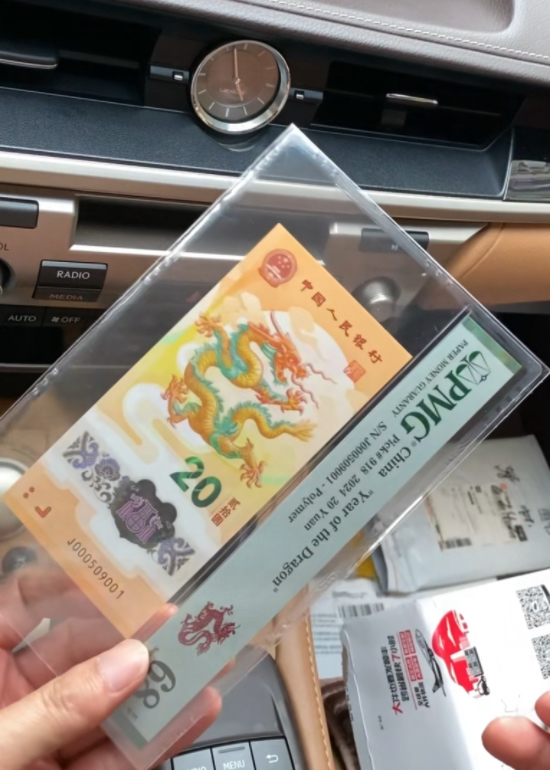 RADIO
MEDIA
AUTO
OFF
中国人民银行
20
贰拾圆
J000509001
PMG
PAPER MONEY GUARANTY
China
Pick# 918 2024 20 Yuan
S/N J000509001 - Polymer
"Year of the Dragon"
68
MENU